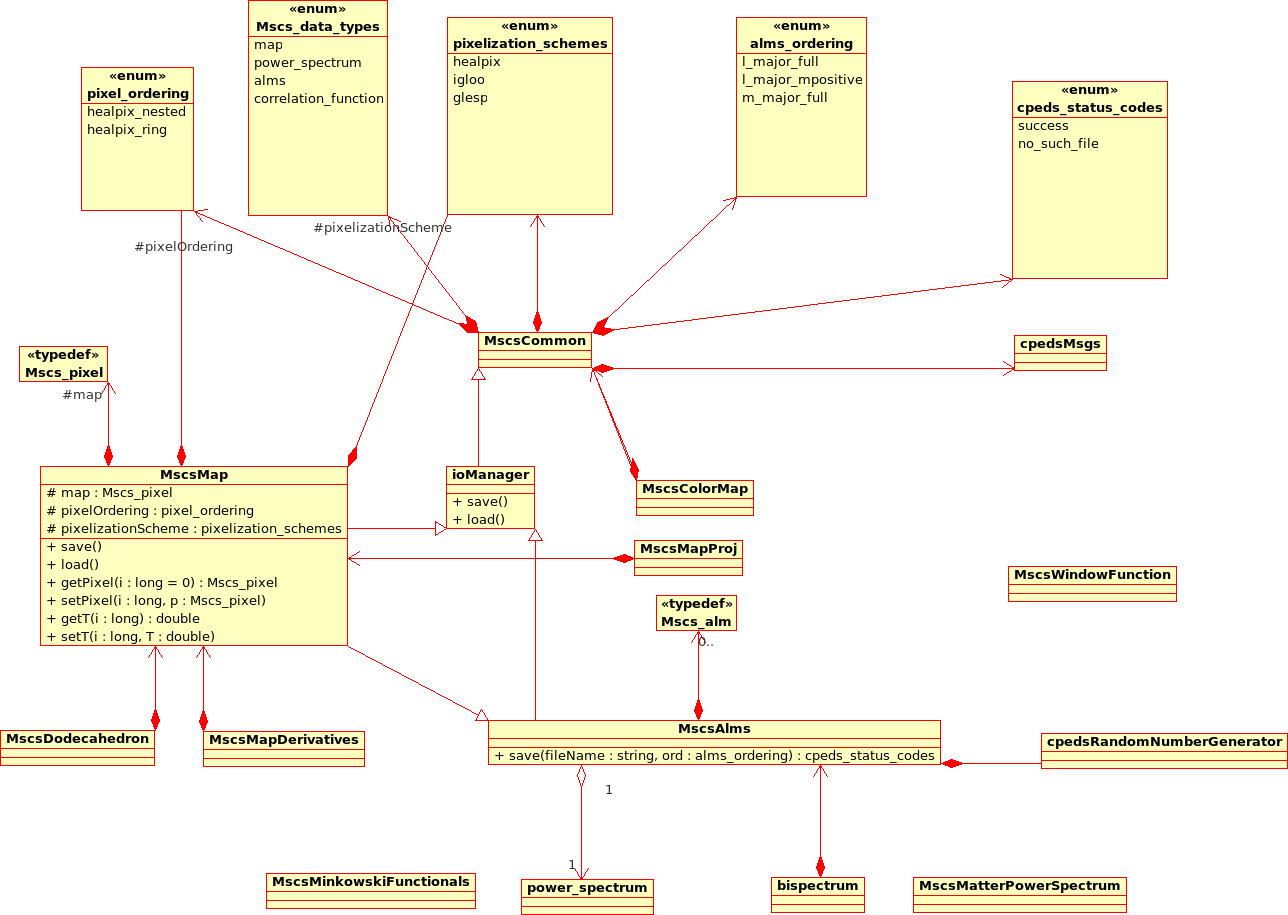 «enum»
Mscs_data_types
map
power_spectrum
alms
correlation_function
«enum»
pixelization_schemes
healpix
igloo
glesp
«enum»
alms_ordering
l_major_full
l_major_mpositive
m_major_full
«enum»
pixel_ordering
healpix_nested
healpix_ring
«enum»
cpeds_status_codes
success
no_such_file
#pixelizationScheme
#pixelOrdering
MscsCommon
cpedsMsgs
«typedef»
Mscs_pixel
#map
MscsMap
# map : Mscs_pixel
# pixelOrdering : pixel_ordering
# pixelizationScheme : pixelization_schemes
+ save()
+ load()
+ getPixel(i : long = 0) : Mscs_pixel
+ setPixel(i : long, p : Mscs_pixel)
+ getT(i : long) : double
+ setT(i : long, T : double)
ioManager
+ save()
+ load()
MscsColorMap
MscsMapProj
MscsWindowFunction
«typedef»
Mscs_alm
0..
MscsDodecahedron
MscsMapDerivatives
MscsAlms
+ save(fileName : string, ord : alms_ordering) : cpeds_status_codes
cpedsRandomNumberGenerator
1
1
MscsMinkowskiFunctionals
power_spectrum
bispectrum
MscsMatterPowerSpectrum